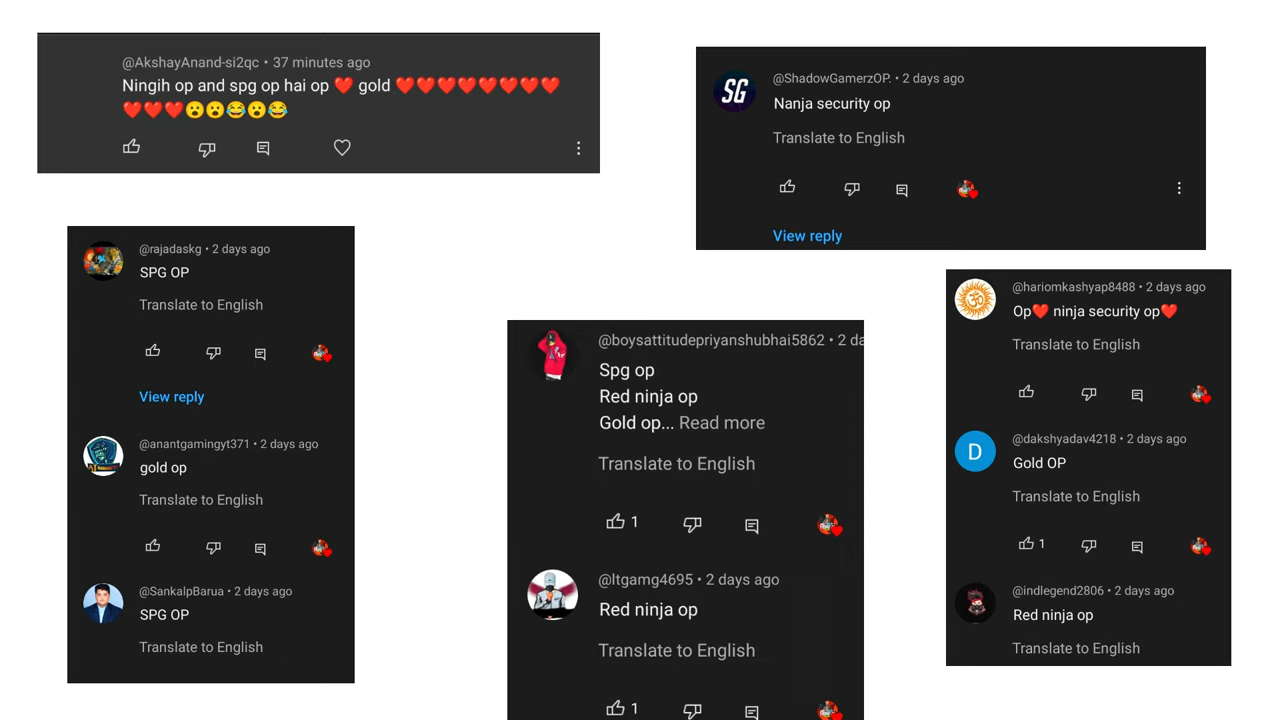 @AkshayAnand-si2qc • 37 minutes ago
Ningih op and spg op hai op ❤️ gold ❤️❤️❤️❤️❤️❤️❤️❤️
❤️❤️❤️😮😮😂😮😂
SG
@ShadowGamerzOP. • 2 days ago
Nanja security op
Translate to English
View reply
@rajadaskg • 2 days ago
SPG OP
Translate to English
View reply
@anantgamingyt371 • 2 days ago
gold op
Translate to English
@SankalpBarua • 2 days ago
SPG OP
Translate to English
@boysattitudepriyanshubhai5862 • 2 da
Spg op
Red ninja op
Gold op... Read more
Translate to English
1
@ltgamg4695 • 2 days ago
Red ninja op
Translate to English
1
@hariomkashyap8488 • 2 days ago
Op❤️ ninja security op❤️
Translate to English
D
@dakshyadav4218 • 2 days ago
Gold OP
Translate to English
1
@indlegend2806 • 2 days ago
Red ninja op
Translate to English